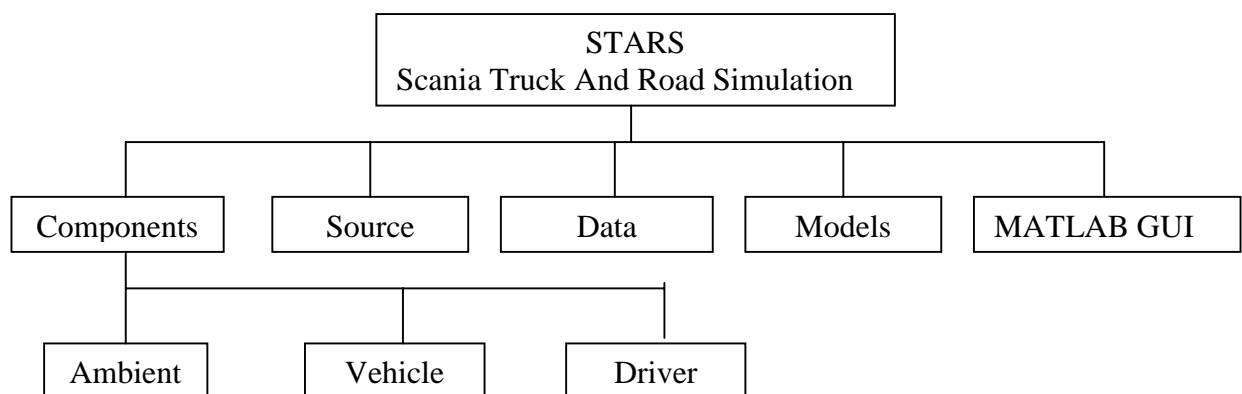 STARS
Scania Truck And Road Simulation
Components
Source
Data
Models
MATLAB GUI
Ambient
Vehicle
Driver